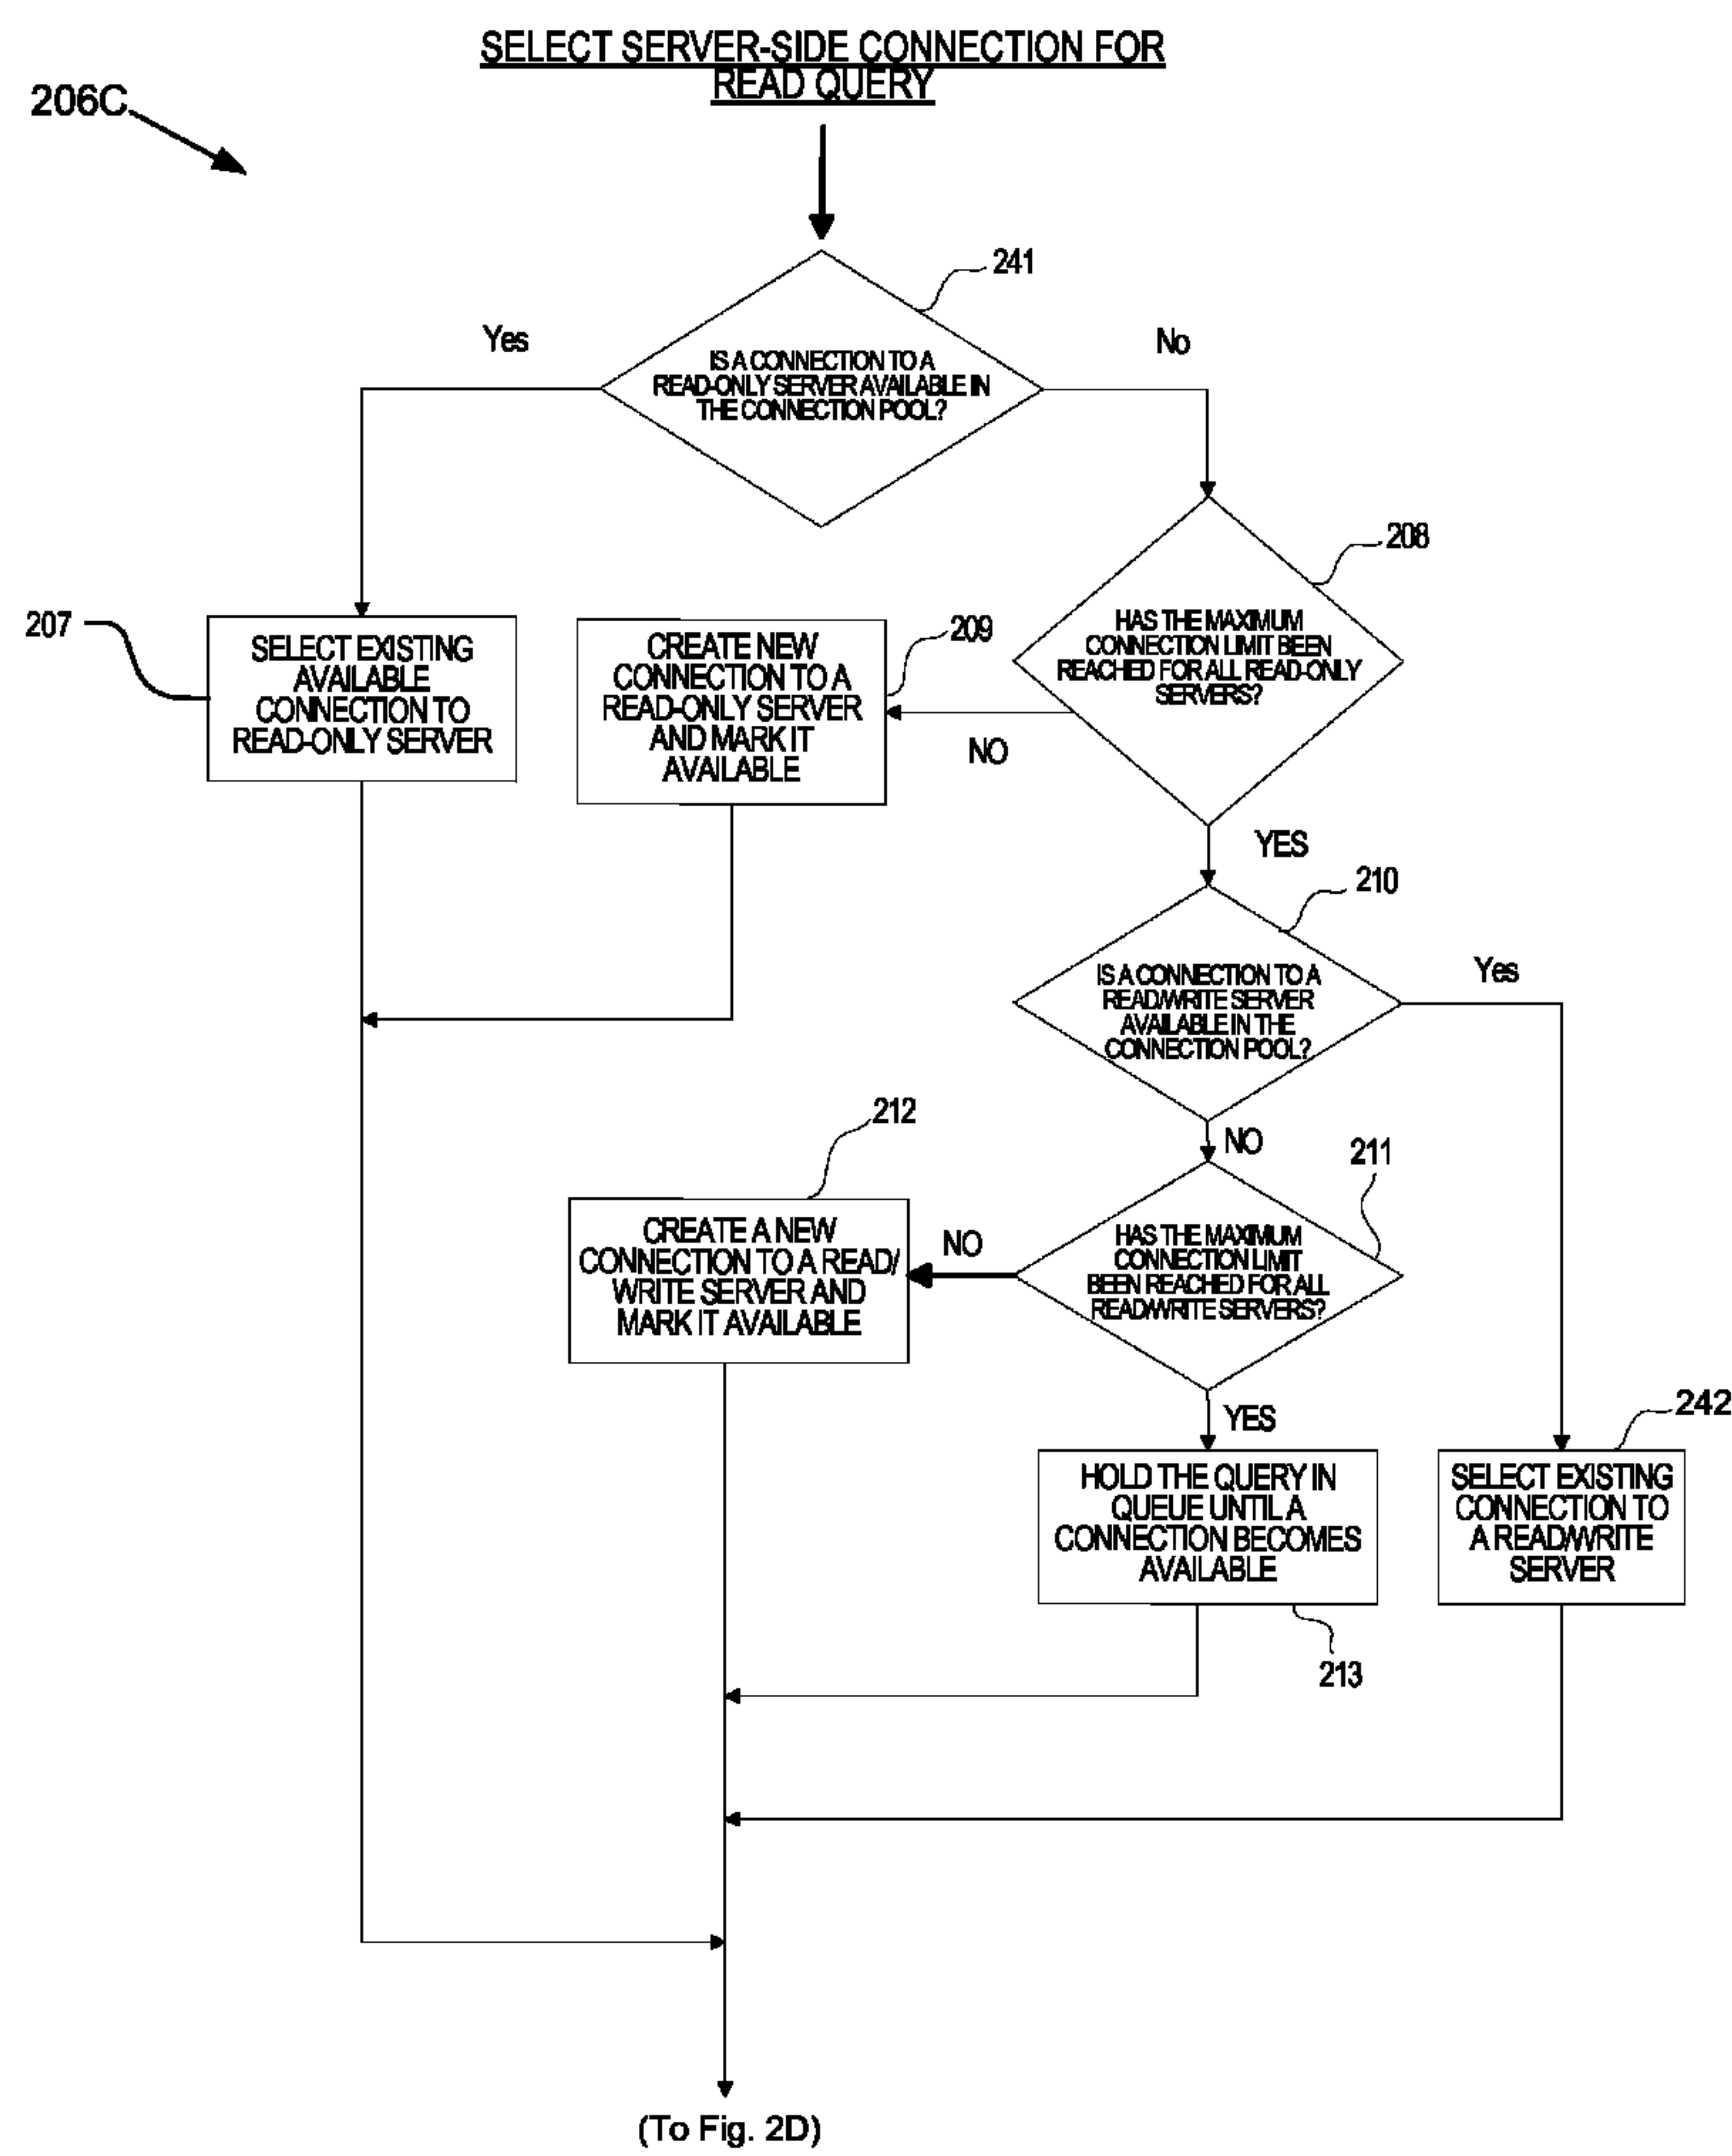 SELECT SERVER-SIDE CONNECTION FOR
READ QUERY
206C
241
Yes
No
IS A CONNECTION TO A
READ-ONLY SERVER AVAILABLE IN
THE CONNECTION POOL?
208
207
SELECT EXISTING
AVAILABLE
CONNECTION TO
READ-ONLY SERVER
209
CREATE NEW
CONNECTION TO A
READ-ONLY SERVER
AND MARK IT
AVAILABLE
HAS THE MAXIMUM
CONNECTION LIMIT BEEN
REACHED FOR ALL READ-ONLY
SERVERS?
NO
YES
210
IS A CONNECTION TO A
READ/WRITE SERVER
AVAILABLE IN THE
CONNECTION POOL?
Yes
212
NO
211
CREATE A NEW
CONNECTION TO A READ/
WRITE SERVER AND
MARK IT AVAILABLE
NO
HAS THE MAXIMUM
CONNECTION LIMIT
BEEN REACHED FOR ALL
READ/WRITE SERVERS?
YES
242
HOLD THE QUERY IN
QUEUE UNTIL A
CONNECTION BECOMES
AVAILABLE
SELECT EXISTING
CONNECTION TO
A READ/WRITE
SERVER
213
(To Fig. 2D)